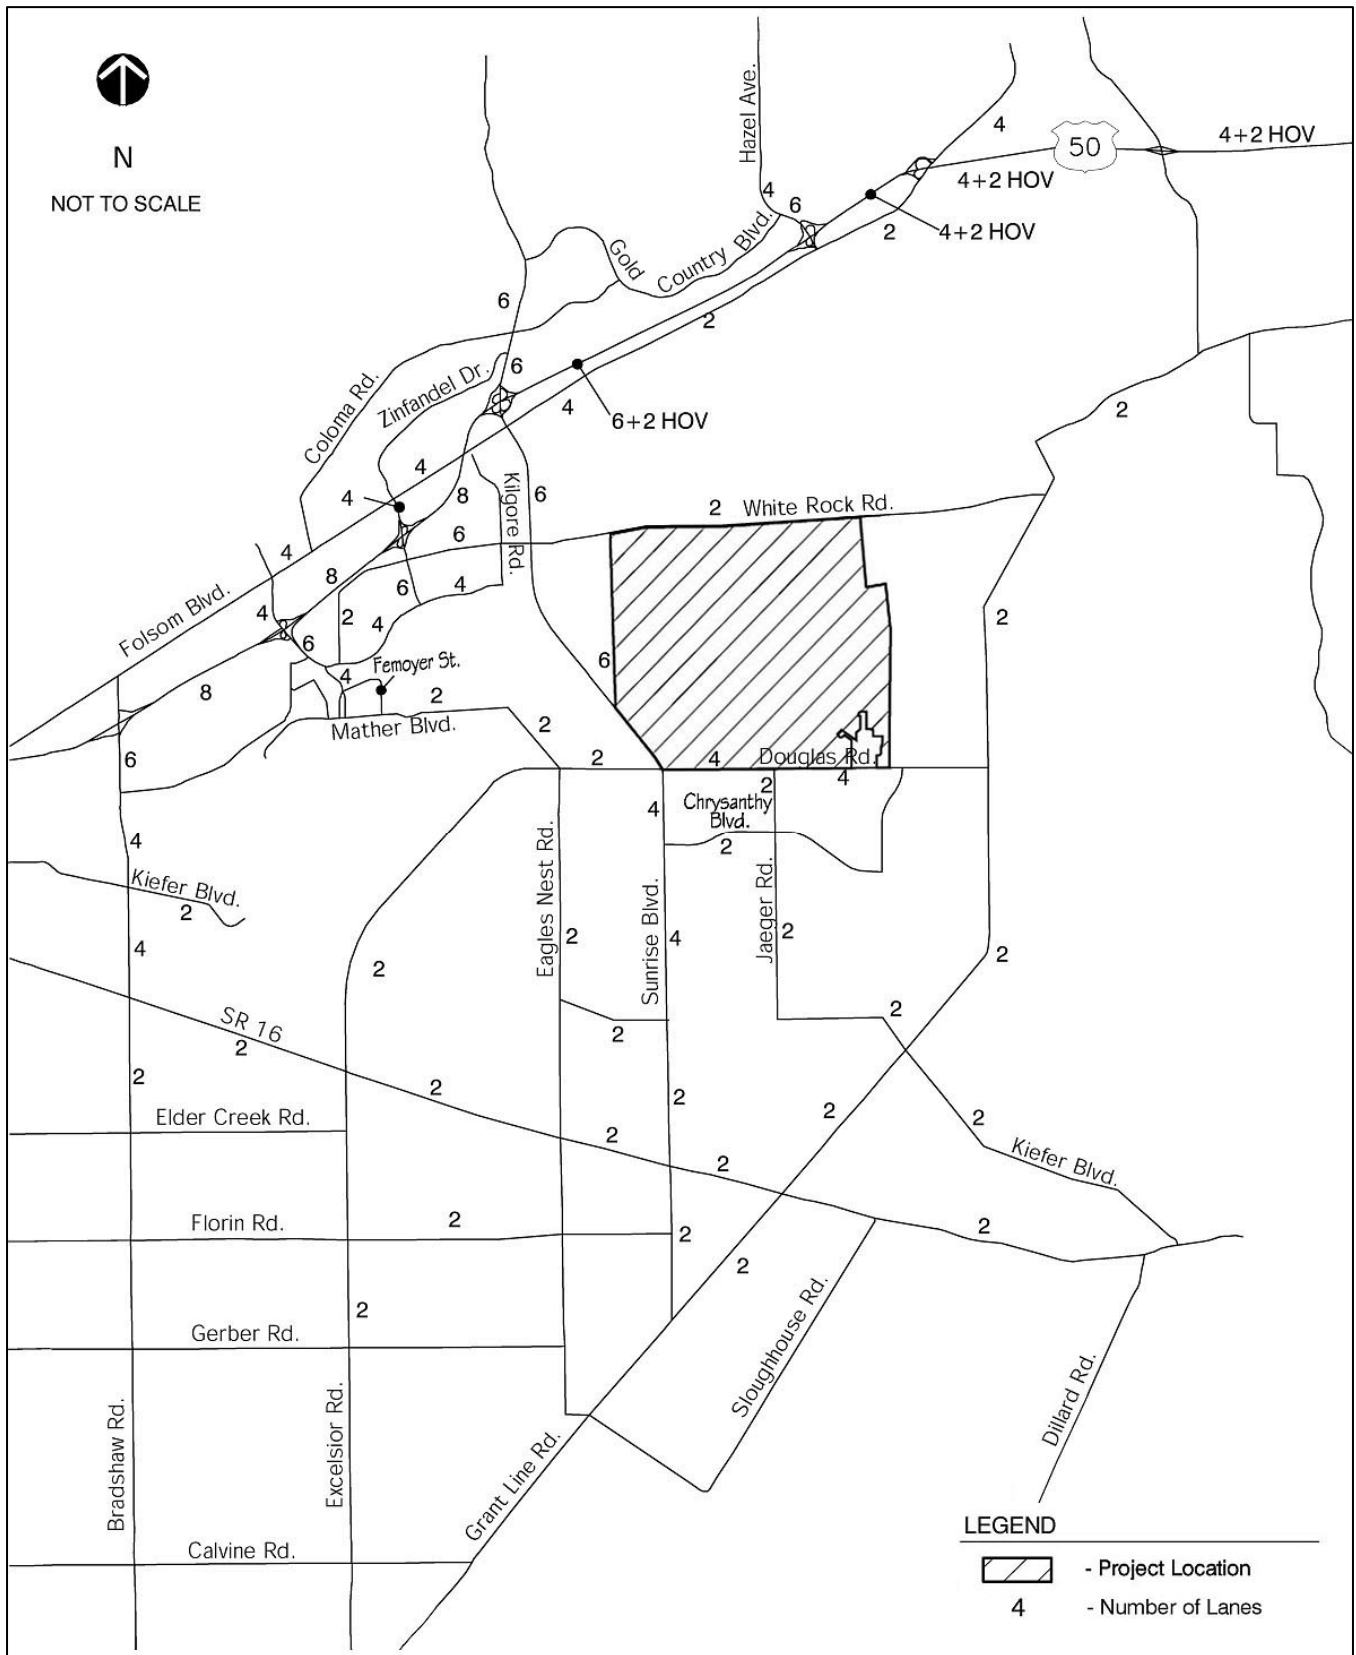 N
NOT TO SCALE
Hazel Ave.
4
50
4+2 HOV
4+2 HOV
4
6
4+2 HOV
2
Gold
Country
Blvd.
6
2
6
Zinfandel Dr.
4
6+2 HOV
2
Coloma Rd.
4
4
8
Kilgore Rd.
6
2
White Rock Rd.
4
6
8
6
4
Folsom Blvd.
4
2
4
2
6
6
Femoyer St.
4
8
2
Mather Blvd.
2
6
2
4
Douglas Rd.
4
2
4
Chrysanthy
Blvd.
4
2
Kiefer Blvd.
2
Eagles Nest Rd.
2
Sunrise Blvd.
4
Jaeger Rd.
2
4
2
2
2
SR 16
2
2
2
2
2
2
Elder Creek Rd.
2
2
2
2
Kiefer Blvd.
Florin Rd.
2
2
2
2
2
Gerber Rd.
Sloughhouse Rd.
Dillard Rd.
Bradshaw Rd.
Excelsior Rd.
Grant Line Rd.
Calvine Rd.
LEGEND
- Project Location
4 - Number of Lanes